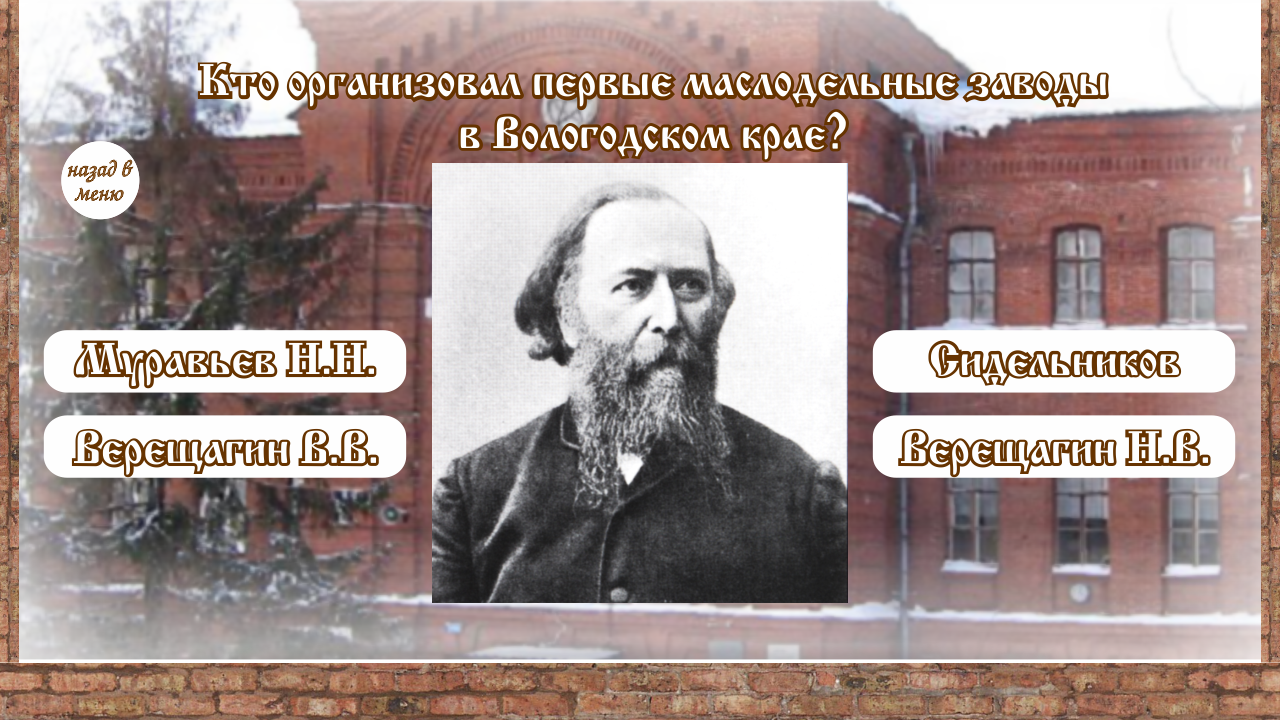 Кто организовал первые маслодельные заводы
в Вологодском крае?
назад в
меню
Муравьев Н.Н.
Сидельников
Верещагин В.В.
Верещагин Н.В.